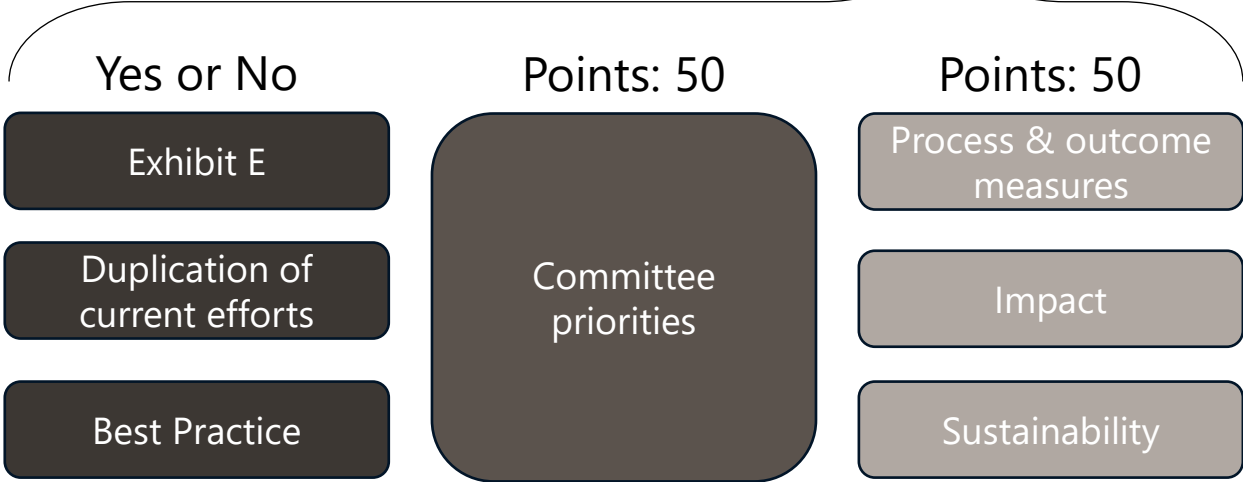 Yes or No
Exhibit E
Duplication of
current efforts
Best Practice
Points: 50
Committee
priorities
Points: 50
Process & outcome
measures
Impact
Sustainability